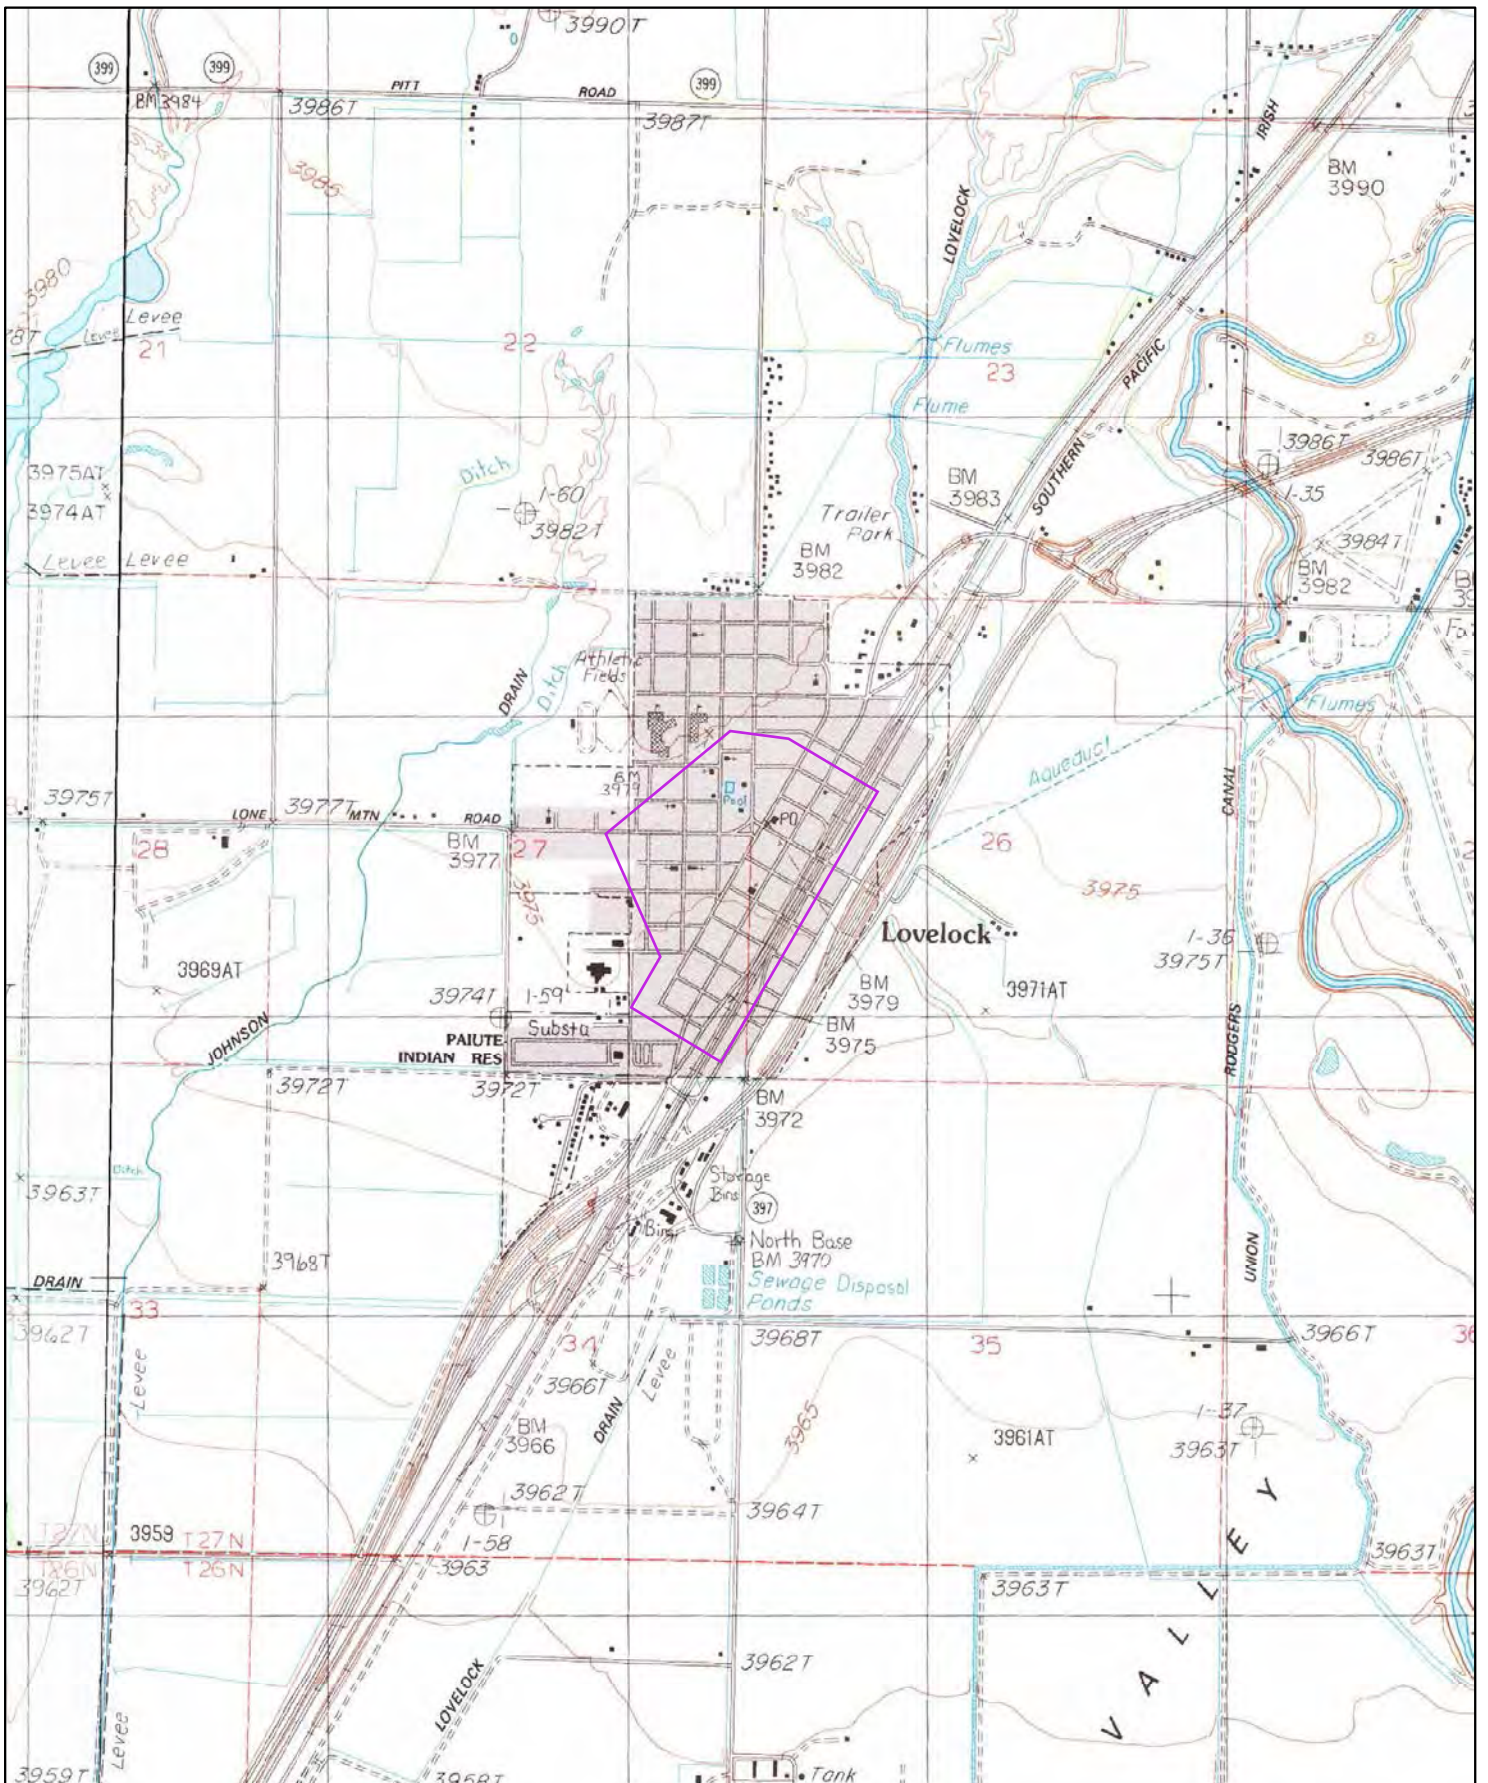 3990T
399
399
399
BM 3984
3986T
PITT
ROAD
3987T
IRISH
BM
3990
3985
LOVELOCK
3980
Levee
Levee
21
22
Flumes
23
PACIFIC
Flume
3986T
3986T
SOUTHERN
3975AT
3974AT
Ditch
I-60
3982T
BM
3983
I-35
Trailer
Park
BM
3982
3984T
BM
3982
Levee
Levee
Athletic
Fields
DRAIN
Ditch
Flumes
Aqueduct
CANAL
BM
3979
Pool
3975T
LONE
3977T
MTN
ROAD
PO
28
BM
3977
27
26
3975
3975
Lovelock
I-36
3975T
3969AT
3974T
I-59
BM
3979
3971AT
Substa
BM
3975
JOHNSON
PAIUTE
INDIAN RES
RODGERS
3972T
3972T
BM
3972
Ditch
3963T
Storage
Bins
397
Bins
North Base
BM 3970
3968T
UNION
DRAIN
Sewage Disposal
Ponds
33
3962T
34
3968T
35
3966T
36
Levee
3966T
Levee
DRAIN
3965
BM
3966
I-37
3963T
3961AT
3962T
3964T
I-58
T27N
3959
T27N
T26N
T26N
3962T
3963
3963T
3963T
VALLEY
LOVELOCK
3962T
Levee
3959T
3958T
Tank